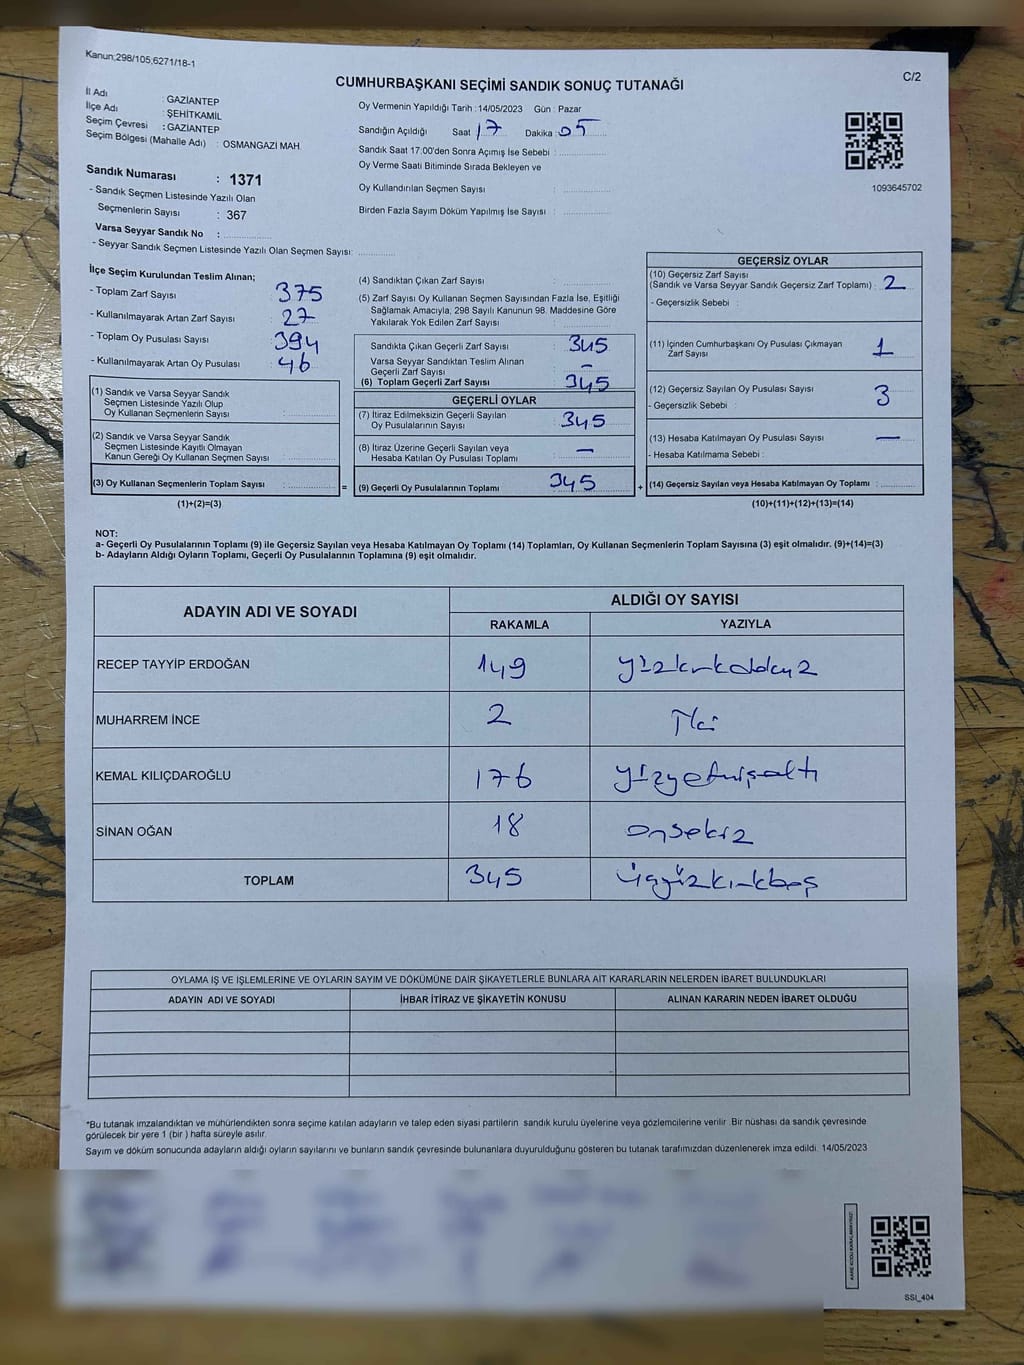 Kanun;298/105,6271/18-1
CUMHURBAŞKANI SEÇİMİ SANDIK SONUÇ TUTANAĞI
C/2
İl Adı : GAZİANTEP
İlçe Adı : ŞEHİTKAMİL
Seçim Çevresi : GAZİANTEP
Seçim Bölgesi (Mahalle Adı) : OSMANGAZI MAH.
Oy Vermenin Yapıldığı Tarih : 14/05/2023 Gün : Pazar
Sandığın Açıldığı Saat 17 Dakika : 05
Sandık Saat 17:00'den Sonra Açımış İse Sebebi :
Oy Verme Saati Bitiminde Sırada Bekleyen ve
Oy Kullandırılan Seçmen Sayısı :
Birden Fazla Sayım Döküm Yapılmış İse Sayısı :
1093645702
Sandık Numarası : 1371
- Sandık Seçmen Listesinde Yazılı Olan
Seçmenlerin Sayısı : 367
Varsa Seyyar Sandık No :
- Seyyar Sandık Seçmen Listesinde Yazılı Olan Seçmen Sayısı:
İlçe Seçim Kurulundan Teslim Alınan;
- Toplam Zarf Sayısı 375
- Kullanılmayarak Artan Zarf Sayısı 27
- Toplam Oy Pusulası Sayısı 394
- Kullanılmayarak Artan Oy Pusulası 46
(1) Sandık ve Varsa Seyyar Sandık
Seçmen Listesinde Yazılı Olup
Oy Kullanan Seçmenlerin Sayısı :
(2) Sandık ve Varsa Seyyar Sandık
Seçmen Listesinde Kayıtlı Olmayan
Kanun Gereği Oy Kullanan Seçmen Sayısı :
(3) Oy Kullanan Seçmenlerin Toplam Sayısı :
(1)+(2)=(3)
(4) Sandıktan Çıkan Zarf Sayısı :
(5) Zarf Sayısı Oy Kullanan Seçmen Sayısından Fazla İse, Eşitliği
Sağlamak Amacıyla; 298 Sayılı Kanunun 98. Maddesine Göre
Yakılarak Yok Edilen Zarf Sayısı :
Sandıkta Çıkan Geçerli Zarf Sayısı : 345
Varsa Seyyar Sandıktan Teslim Alınan
Geçerli Zarf Sayısı : -
(6) Toplam Geçerli Zarf Sayısı : 345
GEÇERLİ OYLAR
(7) İtiraz Edilmeksizin Geçerli Sayılan
Oy Pusulalarının Sayısı : 345
(8) İtiraz Üzerine Geçerli Sayılan veya
Hesaba Katılan Oy Pusulası Toplamı : -
= (9) Geçerli Oy Pusulalarının Toplamı : 345 +
GEÇERSİZ OYLAR
(10) Geçersiz Zarf Sayısı
(Sandık ve Varsa Seyyar Sandık Geçersiz Zarf Toplamı) : 2
- Geçersizlik Sebebi :
(11) İçinden Cumhurbaşkanı Oy Pusulası Çıkmayan
Zarf Sayısı : 1
(12) Geçersiz Sayılan Oy Pusulası Sayısı : 3
- Geçersizlik Sebebi :
(13) Hesaba Katılmayan Oy Pusulası Sayısı : -
- Hesaba Katılmama Sebebi :
(14) Geçersiz Sayılan veya Hesaba Katılmayan Oy Toplamı :
(10)+(11)+(12)+(13)=(14)
NOT:
a- Geçerli Oy Pusulalarının Toplamı (9) ile Geçersiz Sayılan veya Hesaba Katılmayan Oy Toplamı (14) Toplamları, Oy Kullanan Seçmenlerin Toplam Sayısına (3) eşit olmalıdır. (9)+(14)=(3)
b- Adayların Aldığı Oyların Toplamı, Geçerli Oy Pusulalarının Toplamına (9) eşit olmalıdır.
ADAYIN ADI VE SOYADI
ALDIĞI OY SAYISI
RAKAMLA YAZIYLA
RECEP TAYYİP ERDOĞAN 149 yüzkırkdokuz
MUHARREM İNCE 2 İki
KEMAL KILIÇDAROĞLU 176 yüzyetmişaltı
SİNAN OĞAN 18 onsekiz
TOPLAM 345 üçyüzkırkbeş
OYLAMA İŞ VE İŞLEMLERİNE VE OYLARIN SAYIM VE DÖKÜMÜNE DAİR ŞİKAYETLERLE BUNLARA AİT KARARLARIN NELERDEN İBARET BULUNDUKLARI
ADAYIN ADI VE SOYADI İHBAR İTİRAZ VE ŞİKAYETİN KONUSU ALINAN KARARIN NEDEN İBARET OLDUĞU
*Bu tutanak imzalandıktan ve mühürlendikten sonra seçime katılan adayların ve talep eden siyasi partilerin sandık kurulu üyelerine veya gözlemcilerine verilir. Bir nüshası da sandık çevresinde
görülecek bir yere 1 (bir ) hafta süreyle asılır.
Sayım ve döküm sonucunda adayların aldığı oyların sayılarını ve bunların sandık çevresinde bulunanlara duyurulduğunu gösteren bu tutanak tarafımızdan düzenlenerek imza edildi. 14/05/2023
KARE KODU KARALAMAYINIZ!
SSI_404